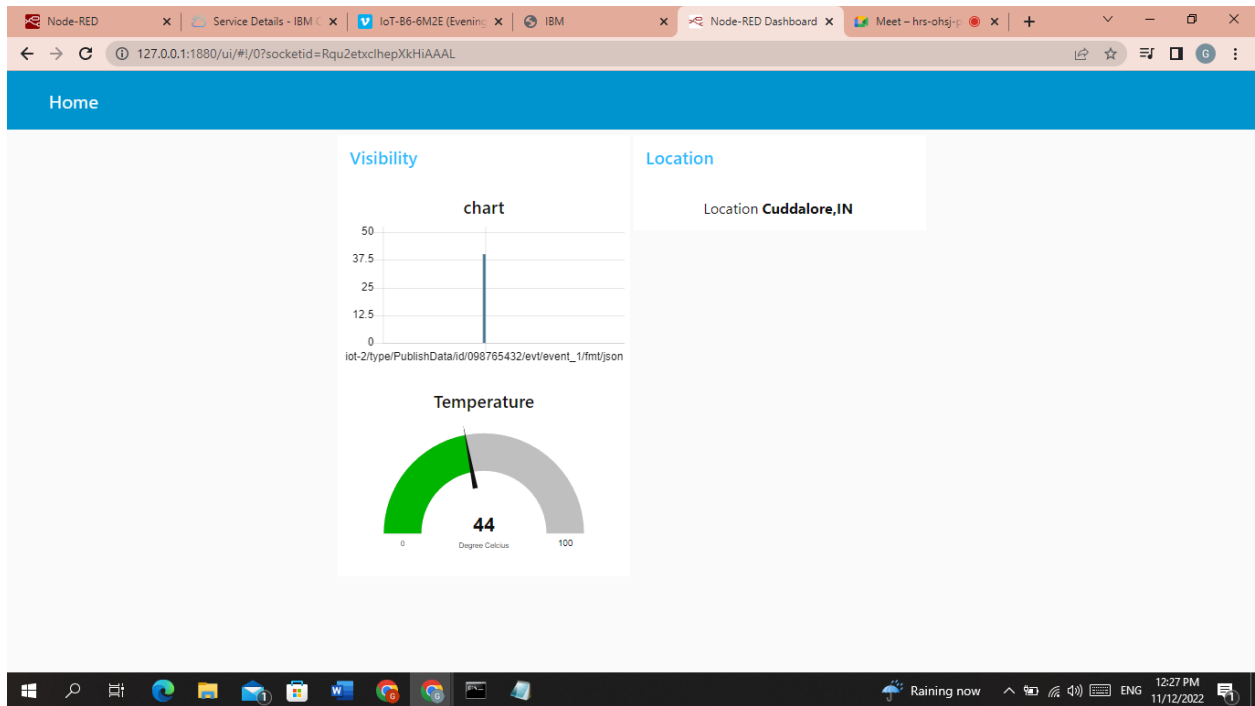 Node-RED
Service Details - IBM C
IoT-B6-6M2E (Evening
IBM
Node-RED Dashboard
Meet – hrs-ohsj-p
127.0.0.1:1880/ui/#!/0?socketid=Rqu2etxclhepXkHiAAAL
G
Home
Visibility
chart
50
37.5
25
12.5
0
iot-2/type/PublishData/id/098765432/evt/event_1/fmt/json
Temperature
44
0
Degree Celcius
100
Location
Location Cuddalore,IN
1
W
G
G
Raining now
ENG
12:27 PM
11/12/2022
1